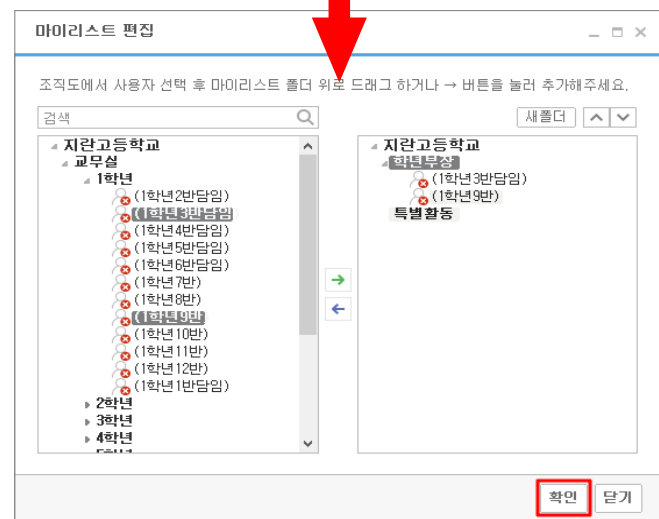 마이리스트 편집
조직도에서 사용자 선택 후 마이리스트 폴더 위로 드래그 하거나 → 버튼을 눌러 추가해주세요.
검색
새폴더
지란고등학교
교무실
1학년
(1학년2반담임)
(1학년3반담임
(1학년4반담임)
(1학년5반담임)
(1학년6반담임)
(1학년7반)
(1학년8반)
(1학년9반
(1학년10반)
(1학년11반)
(1학년12반)
(1학년1반담임)
2학년
3학년
4학년
지란고등학교
학년부장
(1학년3반담임)
(1학년9반)
특별활동
확인
닫기